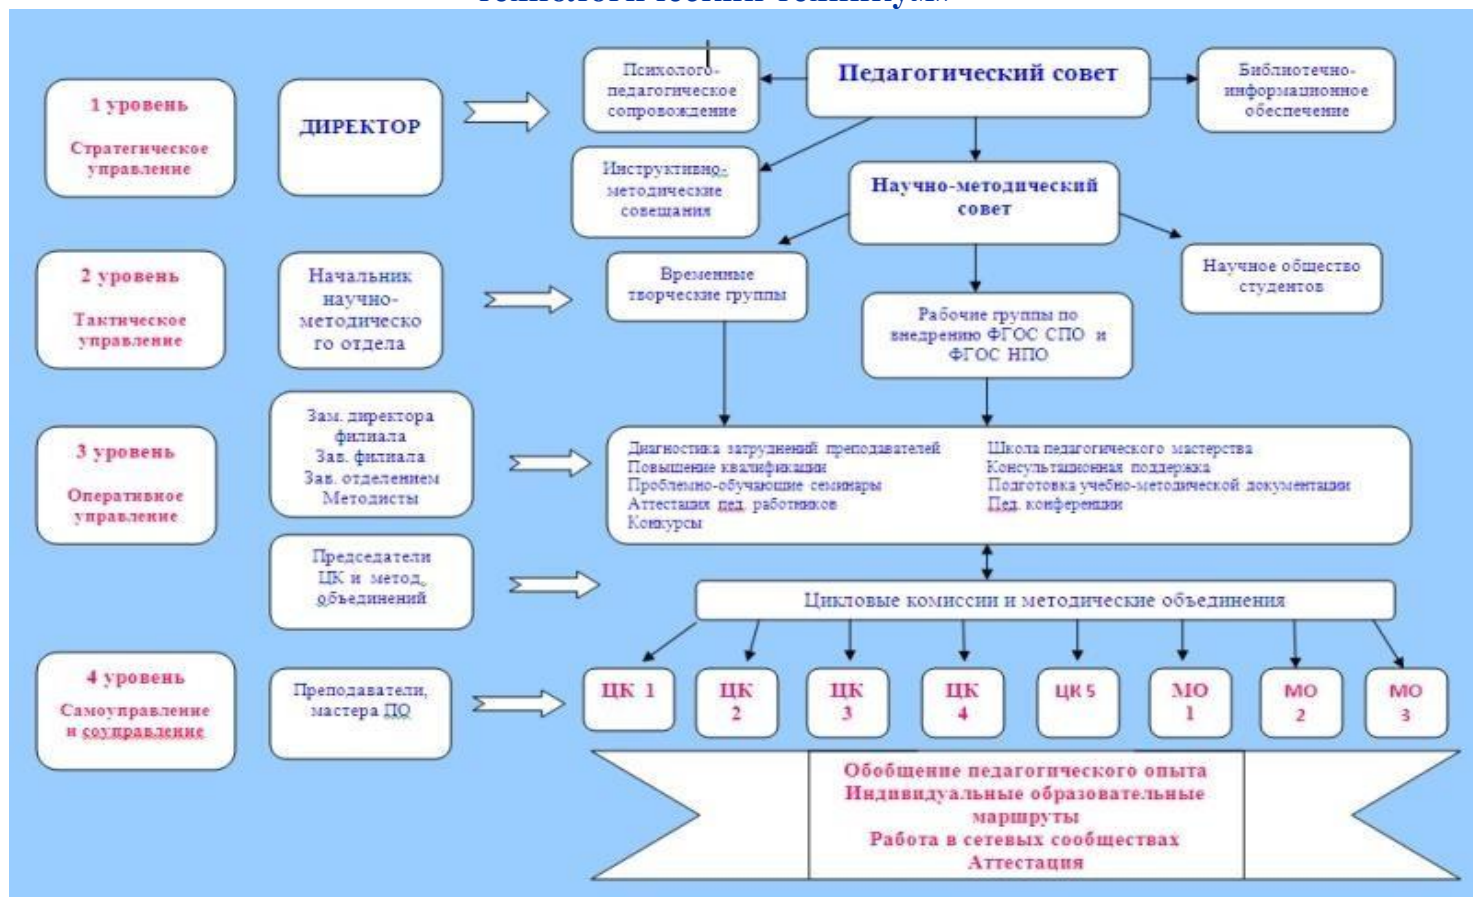 технологический техникум»
1 уровень
Стратегическое
управление
ДИРЕКТОР
Психолого-
педагогическое
сопровождение
Педагогический совет
Библиотечно-
информационное
обеспечение
Инструктивно-
методические
совещания
Научно-методический
совет
2 уровень
Тактическое
управление
Начальник
научно-
методическо
го отдела
Временные
творческие группы
Научное общество
студентов
Рабочие группы по
внедрению ФГОС СПО и
ФГОС НПО
3 уровень
Оперативное
управление
Зам. директора
филиала
Зав. филиала
Зав. отделением
Методисты
Диагностика затруднений преподавателей
Повышение квалификации
Проблемно-обучающие семинары
Аттестация пед. работников
Конкурсы
Школа педагогического мастерства
Консультационная поддержка
Подготовка учебно-методической документации
Пед. конференции
Председатели
ЦК и метод.
объединений
Цикловые комиссии и методические объединения
4 уровень
Самоуправление
и соуправление
Преподаватели,
мастера ПО
ЦК 1
ЦК
2
ЦК
3
ЦК
4
ЦК 5
МО
1
МО
2
МО
3
Обобщение педагогического опыта
Индивидуальные образовательные
маршруты
Работа в сетевых сообществах
Аттестация